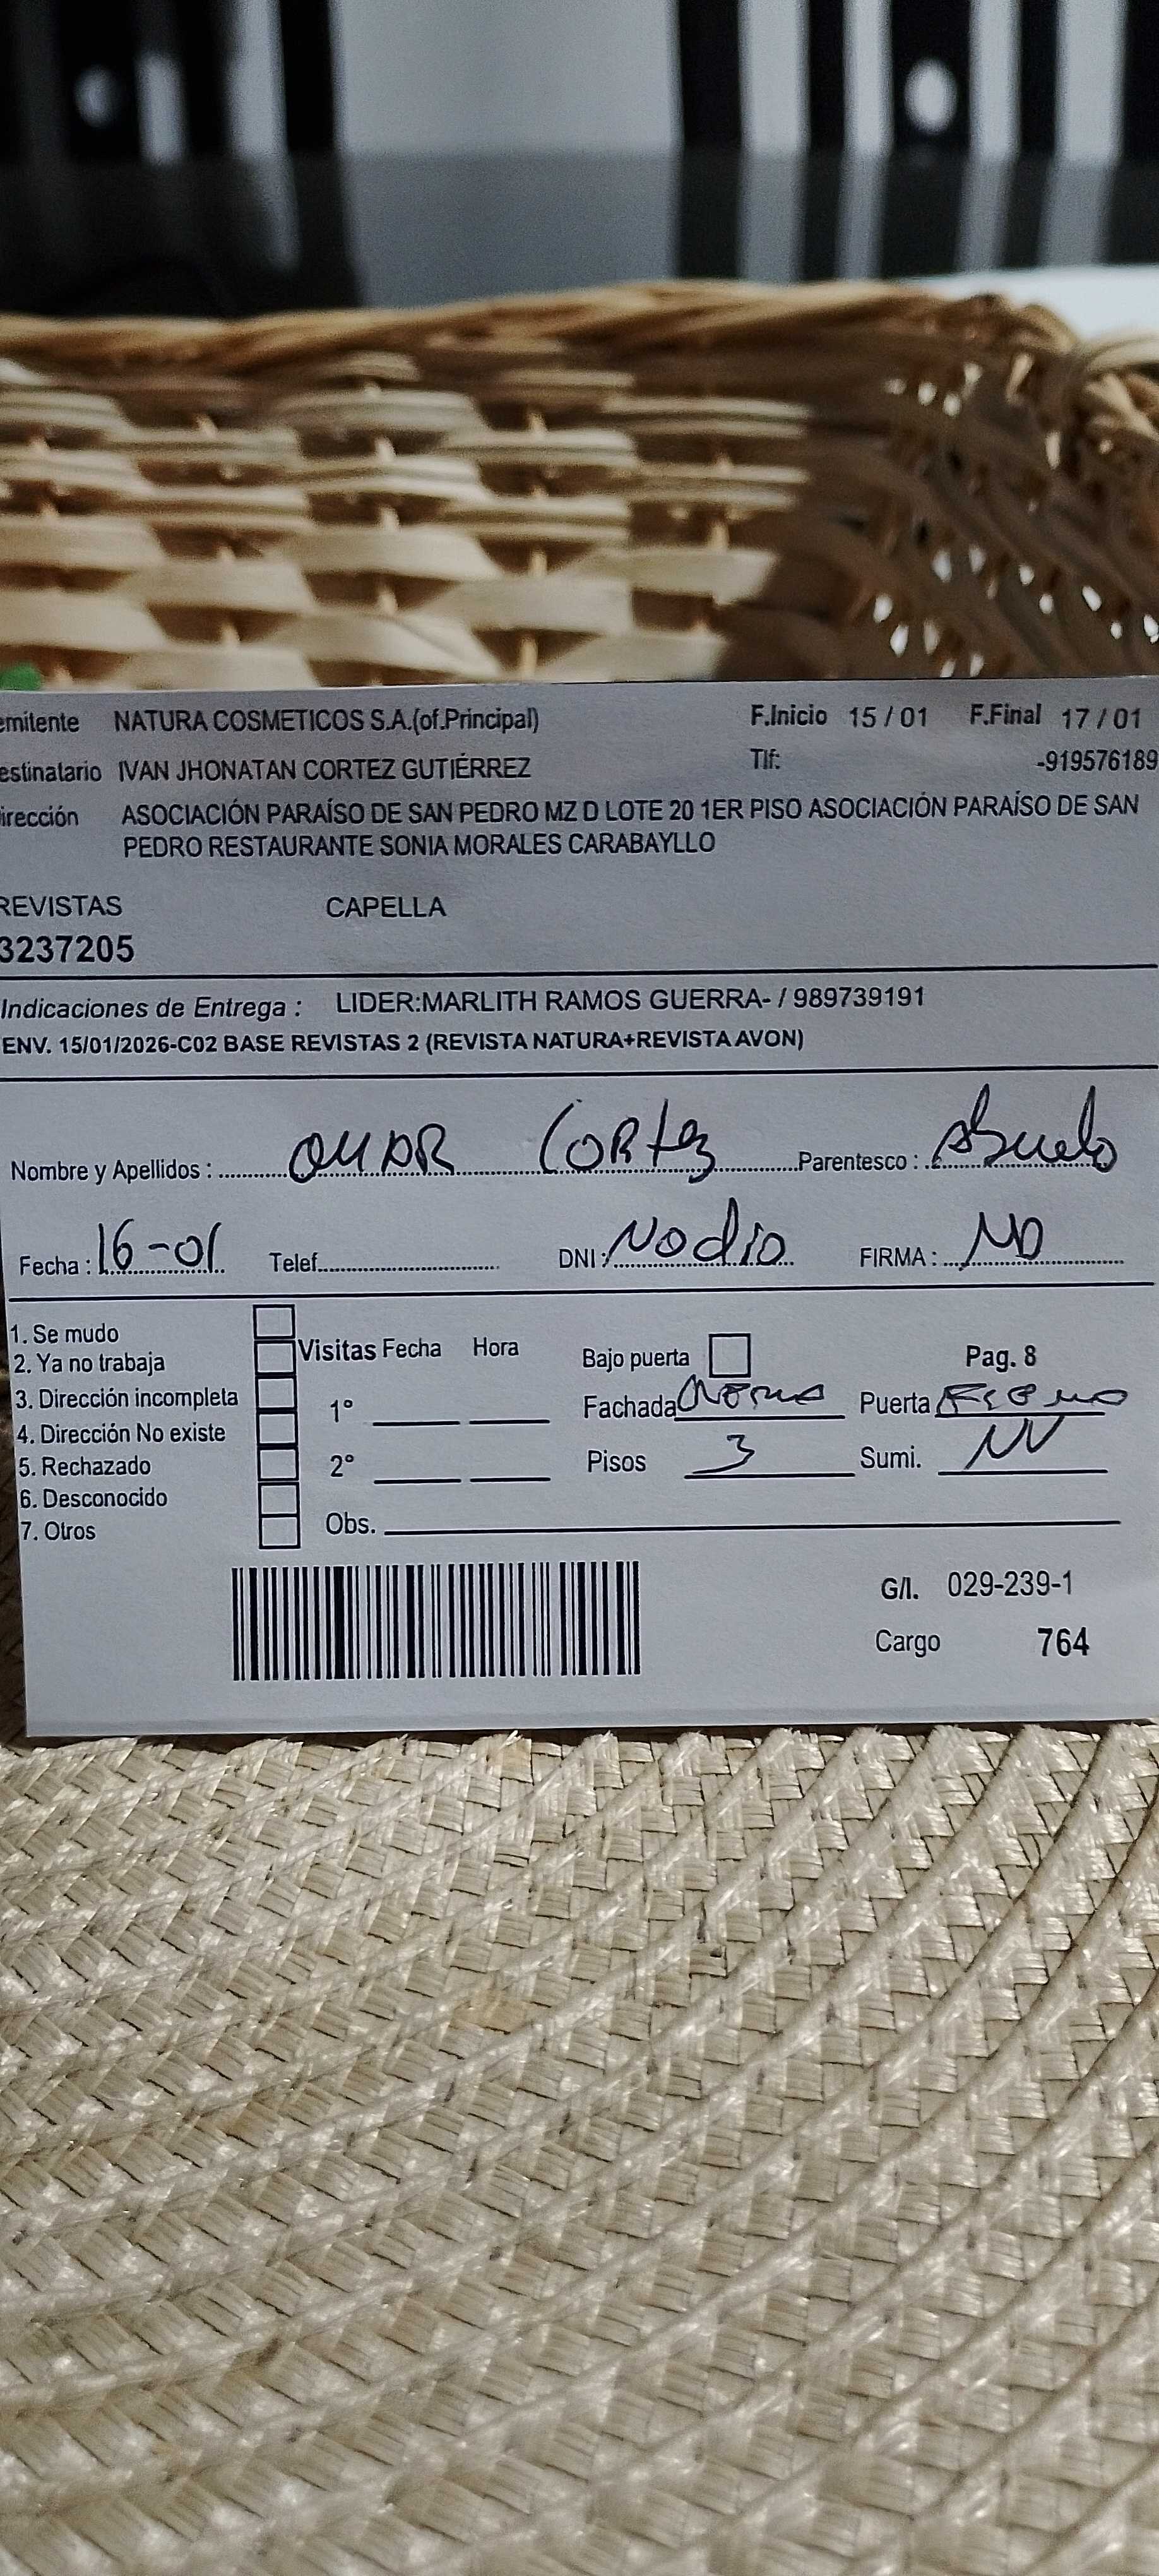 emitente NATURA COSMETICOS S.A.(of.Principal) F.Inicio 15 / 01 F.Final 17 / 01
estinatario IVAN JHONATAN CORTEZ GUTIÉRREZ Tlf: -919576189
irección ASOCIACIÓN PARAÍSO DE SAN PEDRO MZ D LOTE 20 1ER PISO ASOCIACIÓN PARAÍSO DE SAN
PEDRO RESTAURANTE SONIA MORALES CARABAYLLO
REVISTAS CAPELLA
3237205
Indicaciones de Entrega : LIDER:MARLITH RAMOS GUERRA- / 989739191
ENV. 15/01/2026-C02 BASE REVISTAS 2 (REVISTA NATURA+REVISTA AVON)
Nombre y Apellidos : OMAR CORtez Parentesco : Abuelo
Fecha : 16-01 Telef. DNI : No dio FIRMA : NO
1. Se mudo
2. Ya no trabaja
3. Dirección incompleta
4. Dirección No existe
5. Rechazado
6. Desconocido
7. Otros
Visitas Fecha Hora
1°
2°
Bajo puerta Pag. 8
Fachada Puerta
Pisos 3 Sumi.
Obs.
G/I. 029-239-1
Cargo 764